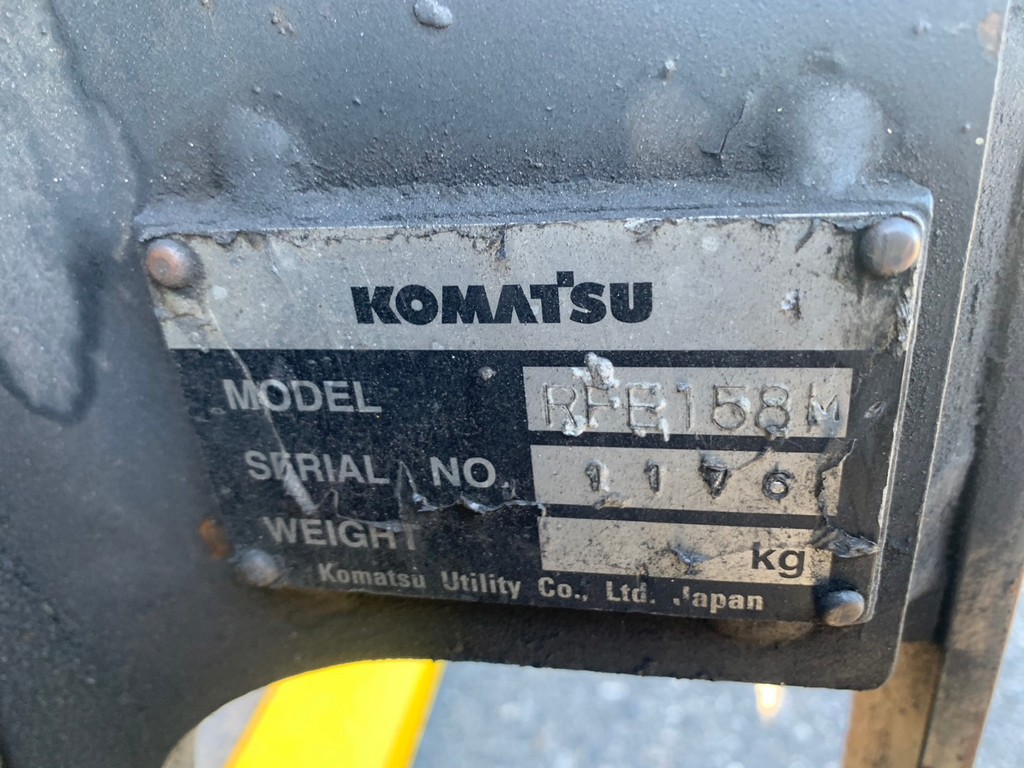 KOMATSU
MODEL RFB158M
SERIAL NO. 1176
WEIGHT kg
Komatsu Utility Co., Ltd. Japan